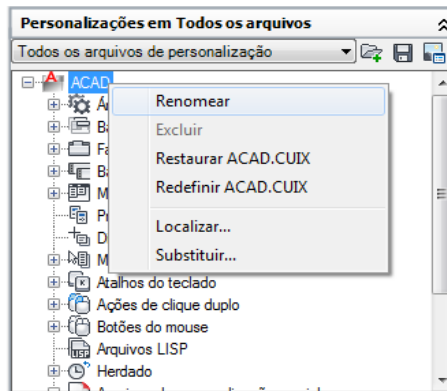 Personalizações em Todos os arquivos
Todos os arquivos de personalização
ACAD
Renomear
Excluir
Restaurar ACAD.CUIX
Redefinir ACAD.CUIX
Localizar...
Substituir...
Atalhos do teclado
Ações de clique duplo
Botões do mouse
Arquivos LISP
Herdado